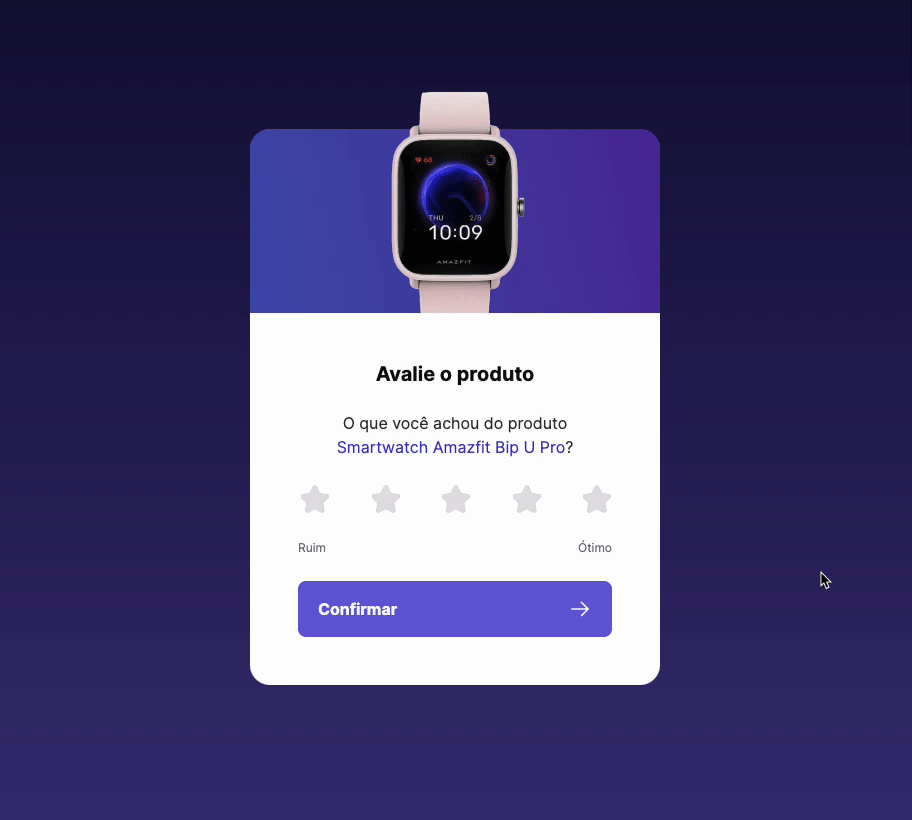 68
THU 2/8
10:09
AMAZFIT
Avalie o produto
O que você achou do produto
Smartwatch Amazfit Bip U Pro?
Ruim Ótimo
Confirmar